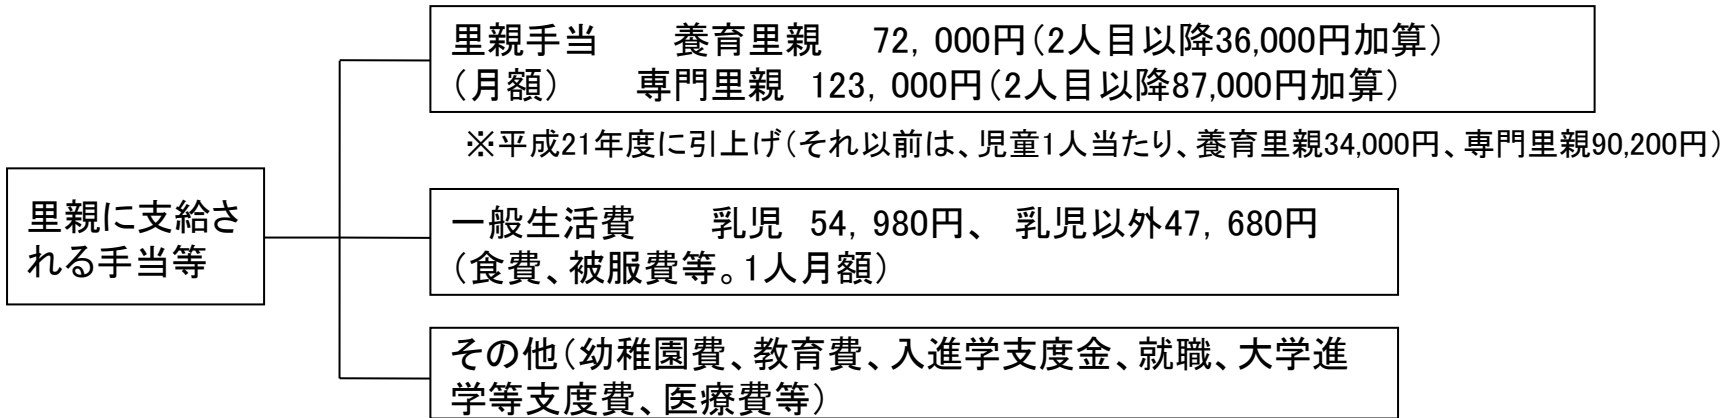 里親手当　　養育里親　 72，000円（2人目以降36,000円加算）
（月額）　　専門里親　123，000円（2人目以降87,000円加算）
※平成21年度に引上げ（それ以前は、児童1人当たり、養育里親34,000円、専門里親90,200円）
里親に支給さ
れる手当等
一般生活費　　乳児　54，980円、 乳児以外47，680円
（食費、被服費等。1人月額）
その他（幼稚園費、教育費、入進学支度金、就職、大学進
学等支度費、医療費等）